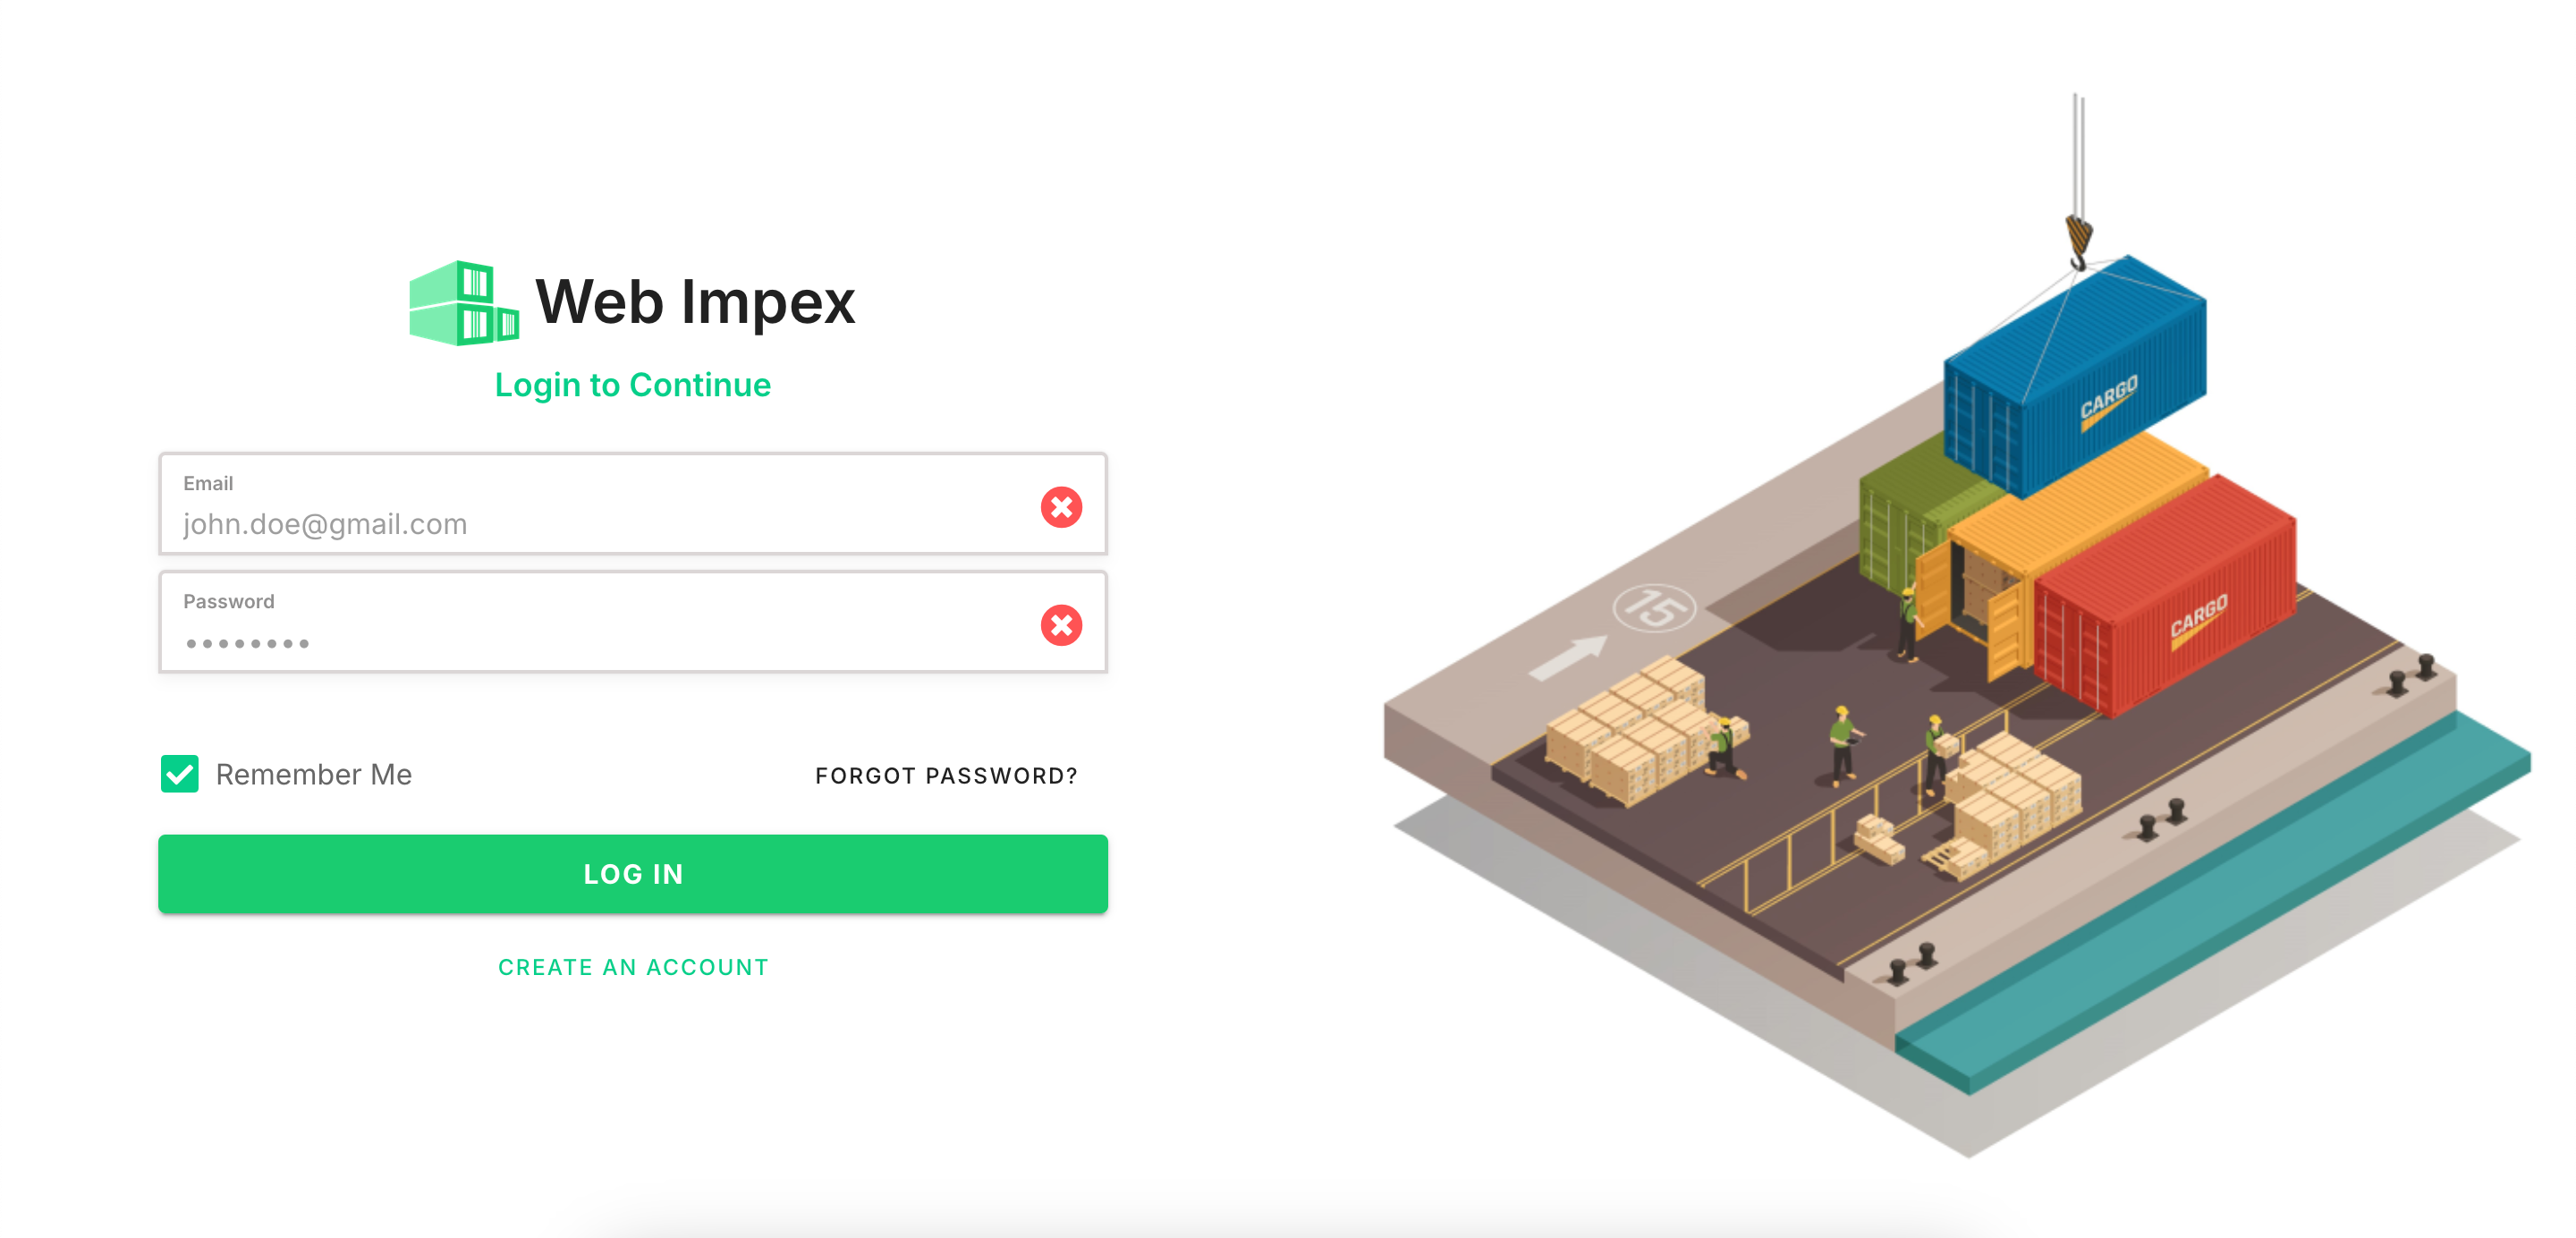 Web Impex
Login to Continue
Email
john.doe@gmail.com
Password
••••••••
Remember Me
FORGOT PASSWORD?
LOG IN
CREATE AN ACCOUNT
CARGO
CARGO
15